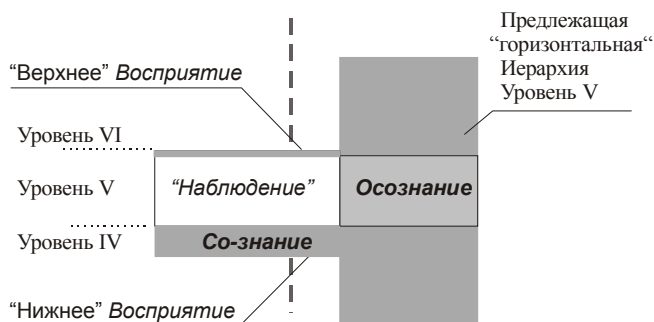 Предлежащая
“горизонтальная“
Иерархия
Уровень V
“Верхнее” Восприятие
Уровень VI
Уровень V
“Наблюдение”
Осознание
Уровень IV
Со-знание
“Нижнее” Восприятие